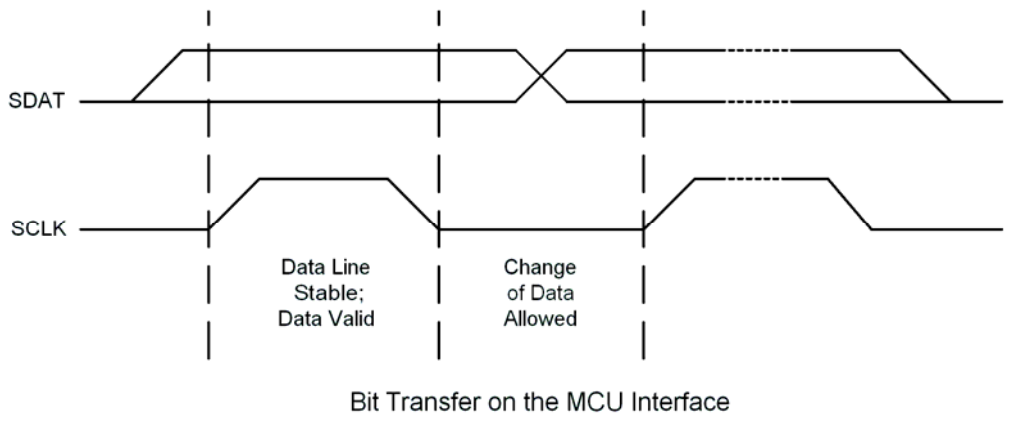 SDAT
SCLK
Data Line
Stable;
Data Valid
Change
of Data
Allowed
Bit Transfer on the MCU Interface